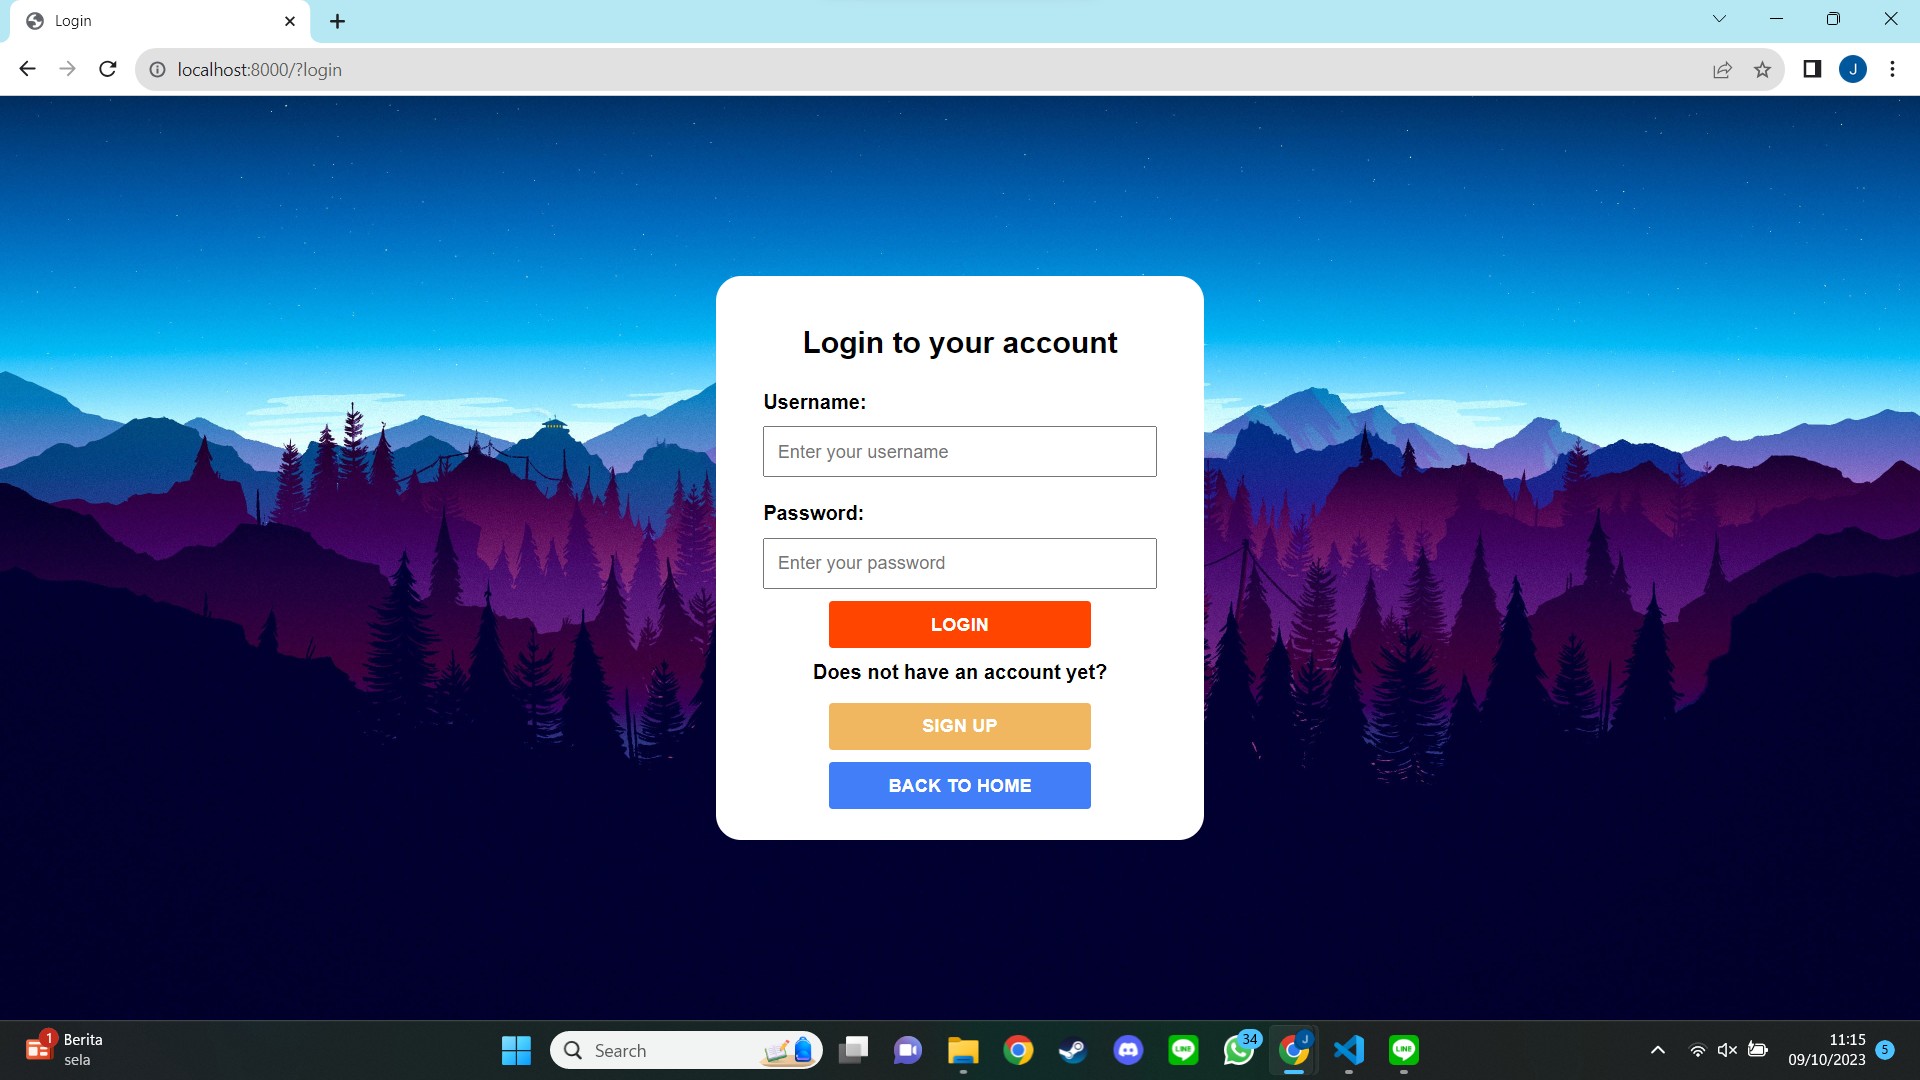 Login
localhost:8000/?login
J
Login to your account
Username:
Enter your username
Password:
Enter your password
LOGIN
Does not have an account yet?
SIGN UP
BACK TO HOME
1
Berita
sela
Search
LINE
34
J
LINE
11:15
09/10/2023
5